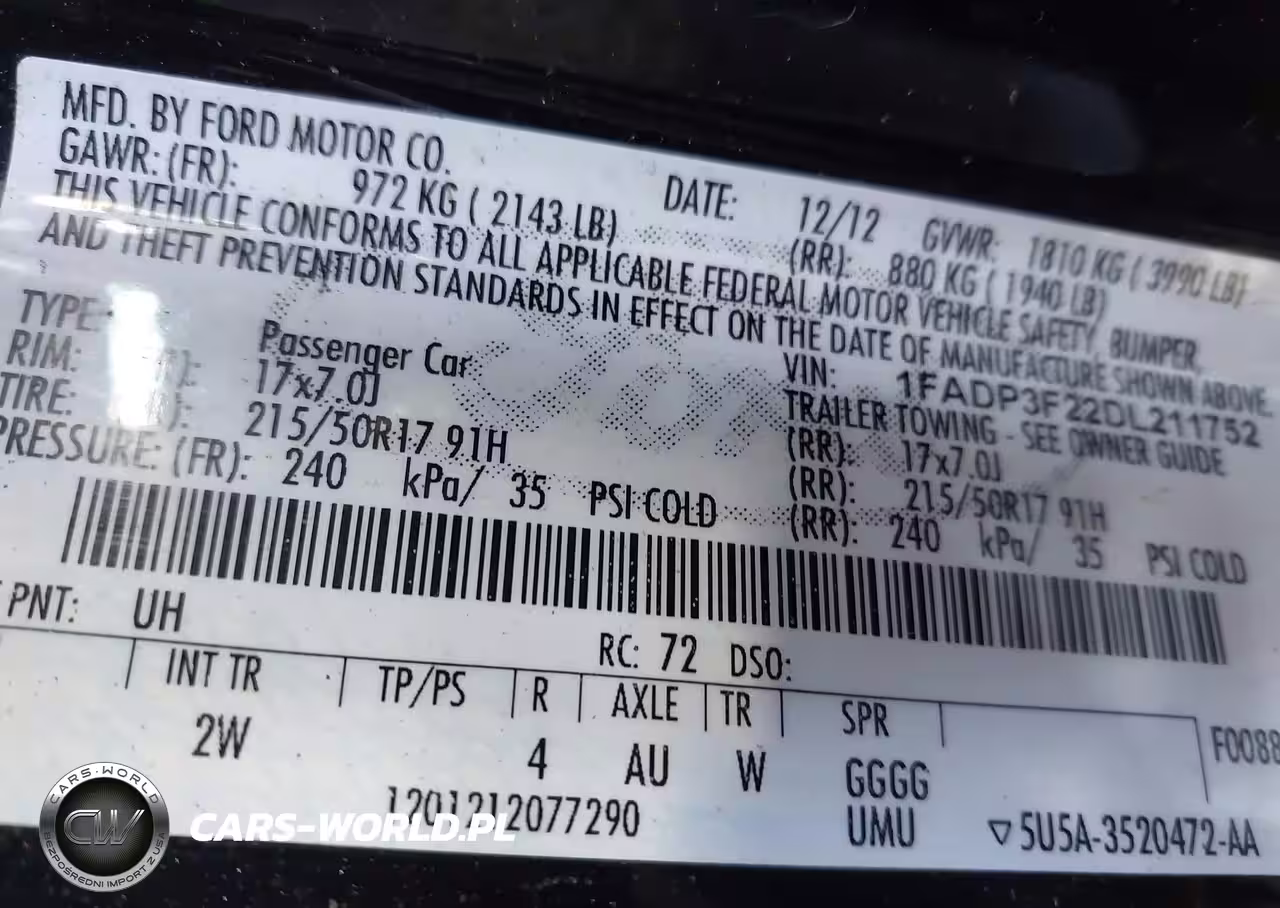 MFD. BY FORD MOTOR CO. DATE: 12/12 GVWR: 1810 KG ( 3990 LB)
GAWR: (FR): 972 KG ( 2143 LB) (RR): 880 KG ( 1940 LB)
THIS VEHICLE CONFORMS TO ALL APPLICABLE FEDERAL MOTOR VEHICLE SAFETY, BUMPER,
AND THEFT PREVENTION STANDARDS IN EFFECT ON THE DATE OF MANUFACTURE SHOWN ABOVE.
VIN: 1FADP3F22DL211752
TYPE: Passenger Car TRAILER TOWING - SEE OWNER GUIDE
RIM: 17x7.0J (RR): 17x7.0J
TIRE: 215/50R17 91H (RR): 215/50R17 91H
PRESSURE: (FR): 240 kPa/ 35 PSI COLD (RR): 240 kPa/ 35 PSI COLD
PNT: UH RC: 72 DSO:
INT TR TP/PS R AXLE TR SPR F0088
2W 4 AU W GGGG
1201212077290 UMU 5U5A-3520472-AA
CARS-WORLD
CW
BEZPOŚREDNI IMPORT Z USA
CARS-WORLD.PL